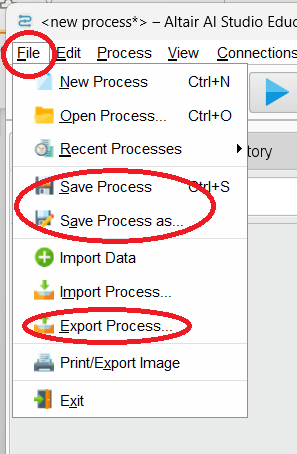 <new process*> – Altair AI Studio Educ
File Edit Process View Connections
New Process Ctrl+N
Open Process... Ctrl+O
Recent Processes
tory
Save Process Ctrl+S
Save Process as...
Import Data
Import Process...
Export Process...
Print/Export Image
Exit